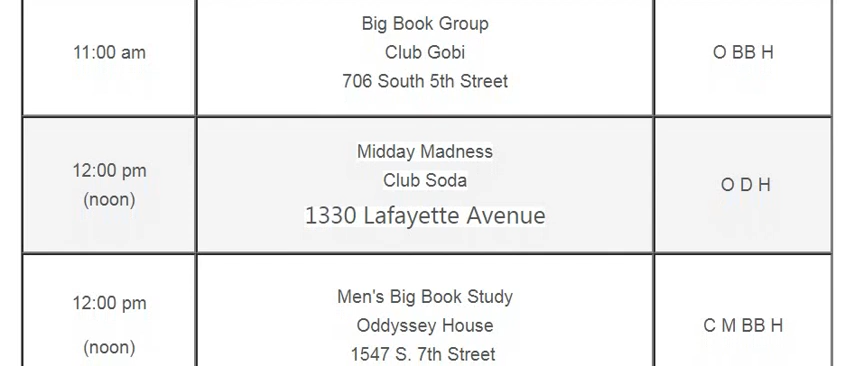 11:00 am
Big Book Group
Club Gobi
706 South 5th Street
O BB H
12:00 pm
(noon)
Midday Madness
Club Soda
1330 Lafayette Avenue
O D H
12:00 pm
(noon)
Men's Big Book Study
Oddyssey House
1547 S. 7th Street
C M BB H